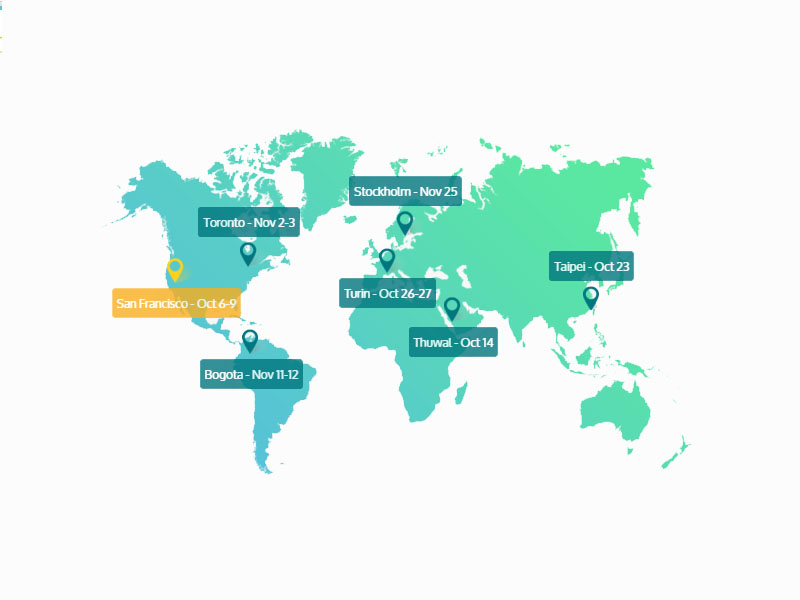 Stockholm - Nov 25
Toronto - Nov 2-3
Taipei - Oct 23
Turin - Oct 26-27
San Francisco - Oct 6-9
Thuwal - Oct 14
Bogota - Nov 11-12